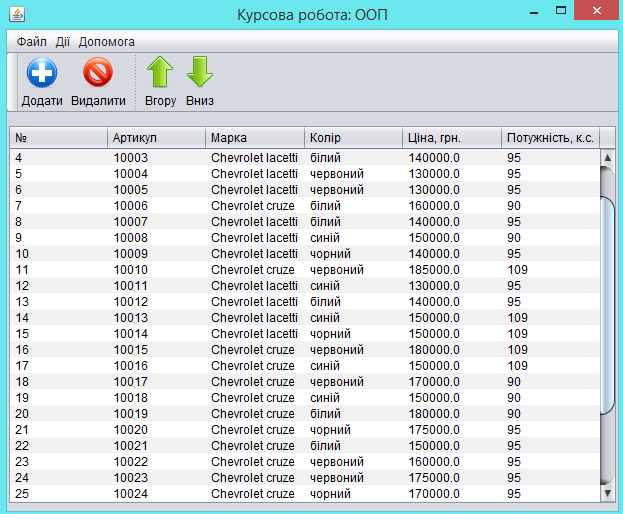 Курсова робота: ООП
Файл Дії Допомога
Додати Видалити Вгору Вниз
№ Артикул Марка Колір Ціна, грн. Потужність, к.с.
4 10003 Chevrolet lacetti білий 140000.0 95
5 10004 Chevrolet lacetti червоний 130000.0 95
6 10005 Chevrolet lacetti червоний 130000.0 95
7 10006 Chevrolet cruze білий 160000.0 90
8 10007 Chevrolet lacetti білий 140000.0 95
9 10008 Chevrolet lacetti синій 150000.0 90
10 10009 Chevrolet lacetti чорний 140000.0 95
11 10010 Chevrolet cruze червоний 185000.0 109
12 10011 Chevrolet lacetti синій 130000.0 95
13 10012 Chevrolet lacetti білий 140000.0 95
14 10013 Chevrolet lacetti синій 150000.0 109
15 10014 Chevrolet lacetti чорний 150000.0 109
16 10015 Chevrolet cruze червоний 180000.0 109
17 10016 Chevrolet cruze синій 150000.0 109
18 10017 Chevrolet cruze червоний 170000.0 90
19 10018 Chevrolet cruze синій 150000.0 90
20 10019 Chevrolet cruze білий 180000.0 90
21 10020 Chevrolet cruze чорний 175000.0 95
22 10021 Chevrolet cruze білий 150000.0 95
23 10022 Chevrolet cruze червоний 160000.0 95
24 10023 Chevrolet cruze червоний 175000.0 95
25 10024 Chevrolet cruze чорний 170000.0 95